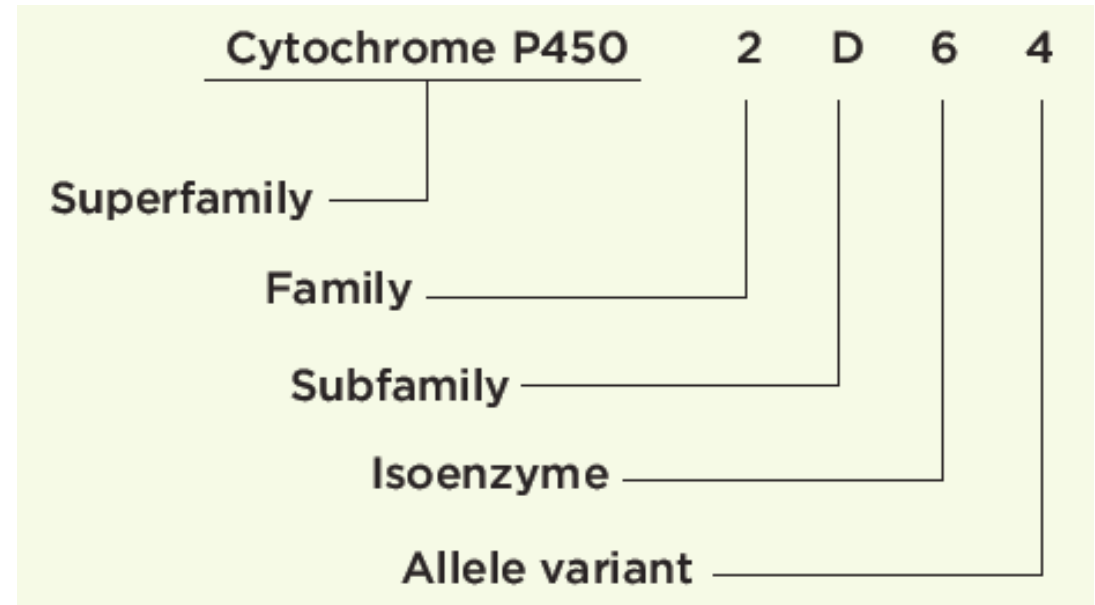 Cytochrome P450 2 D 6 4
Superfamily
Family
Subfamily
Isoenzyme
Allele variant